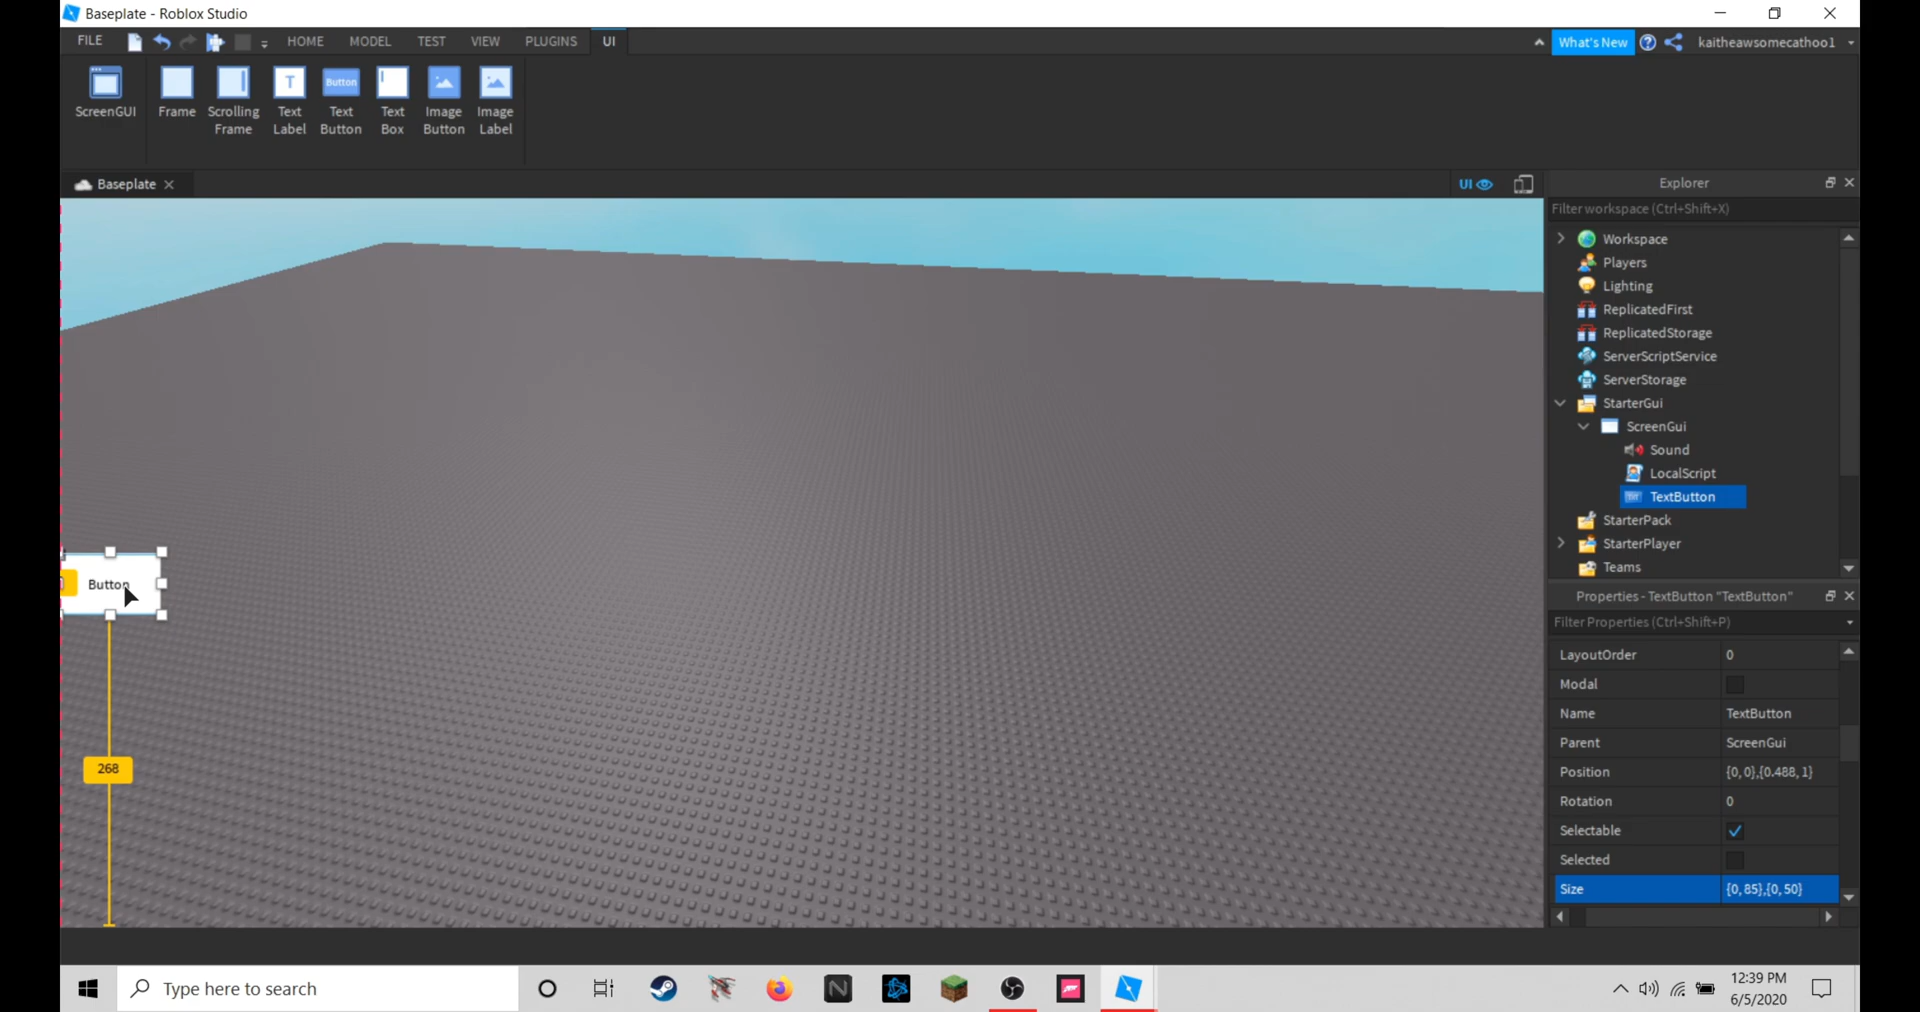 Baseplate - Roblox Studio
FILE HOME MODEL TEST VIEW PLUGINS UI What's New kaitheawsomecathoo1
ScreenGUI
Frame
Scrolling Frame
T
Text Label
Button
Text Button
Text Box
Image Button
Image Label
Baseplate
UI
Explorer
Filter workspace (Ctrl+Shift+X)
Workspace
Players
Lighting
ReplicatedFirst
ReplicatedStorage
ServerScriptService
ServerStorage
StarterGui
ScreenGui
Sound
LocalScript
TextButton
StarterPack
StarterPlayer
Teams
Button
268
Properties - TextButton "TextButton"
Filter Properties (Ctrl+Shift+P)
LayoutOrder 0
Modal
Name TextButton
Parent ScreenGui
Position {0, 0},{0.488, 1}
Rotation 0
Selectable
Selected
Size {0, 85},{0, 50}
Type here to search
12:39 PM
6/5/2020